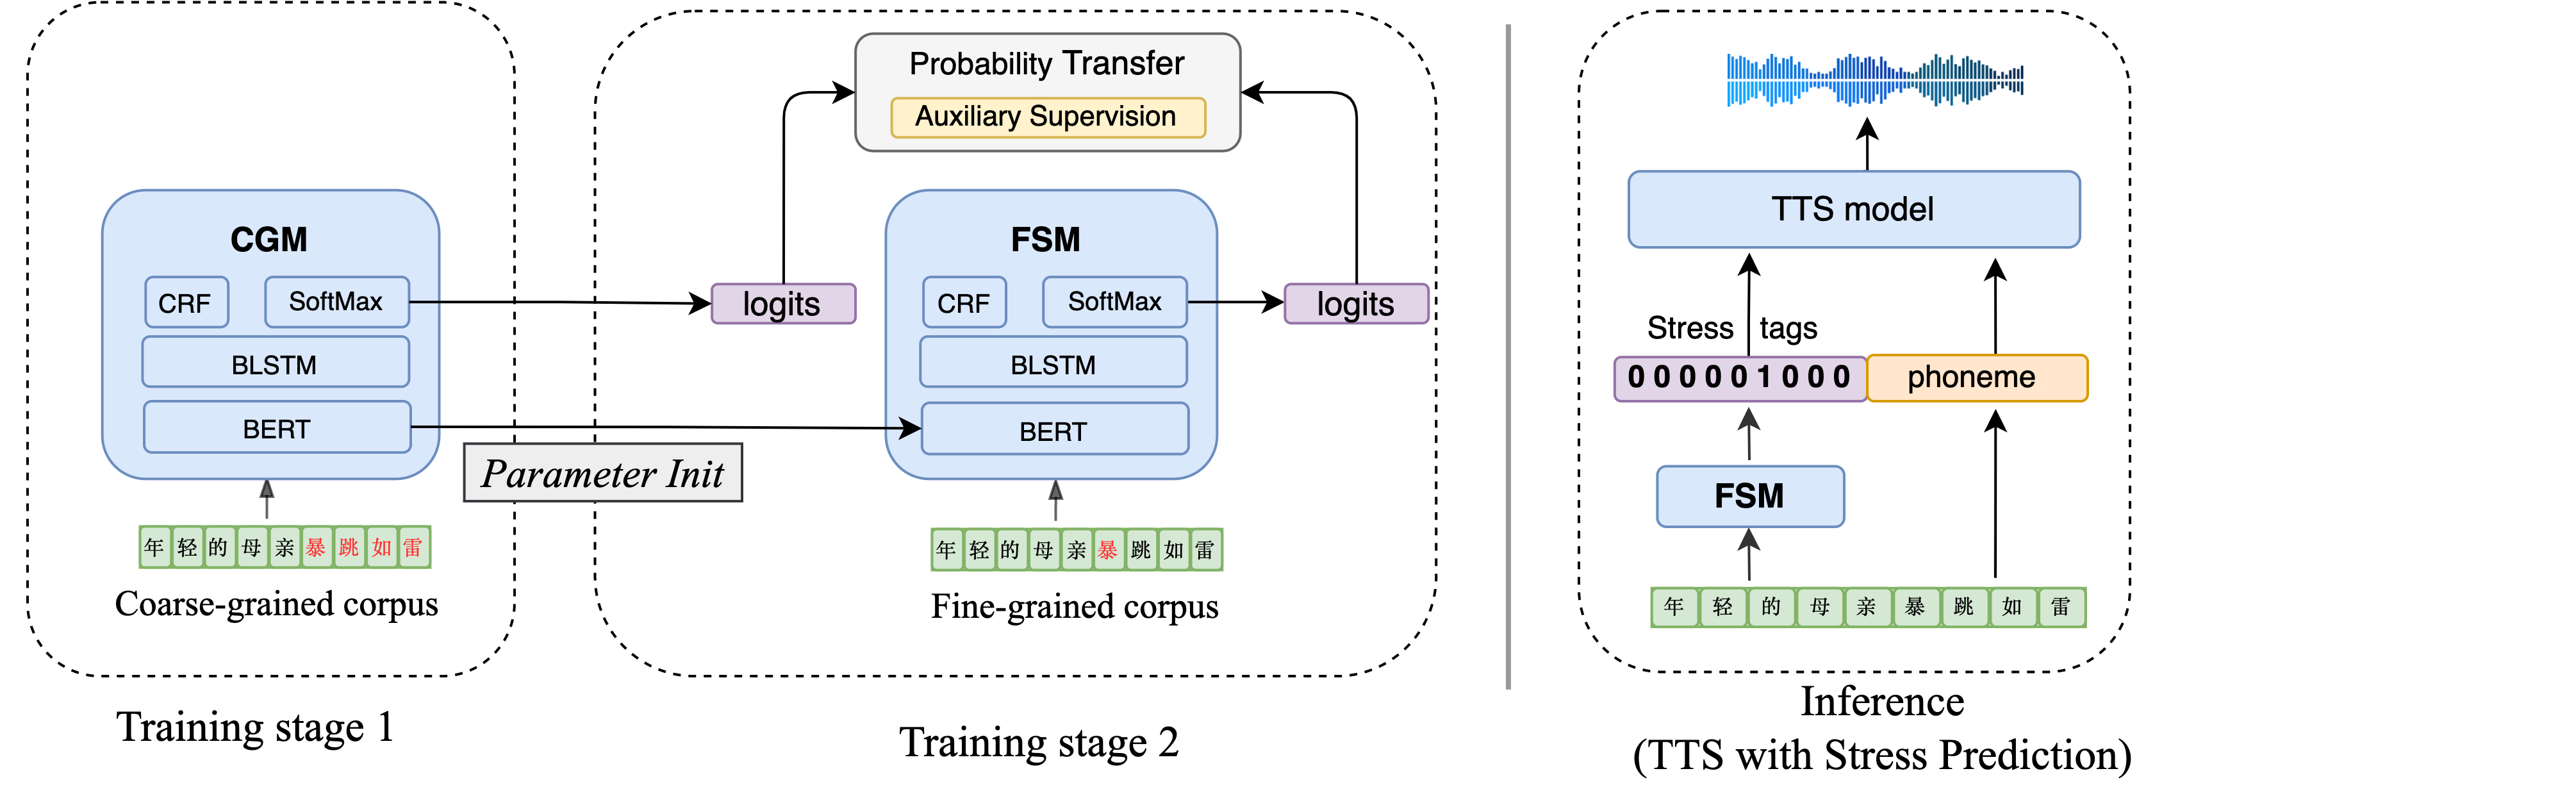 CGM
CRF
SoftMax
BLSTM
BERT
年轻的母亲暴跳如雷
Coarse-grained corpus
Training stage 1
Parameter Init
Probability Transfer
Auxiliary Supervision
logits
FSM
CRF
SoftMax
BLSTM
BERT
logits
年轻的母亲暴跳如雷
Fine-grained corpus
Training stage 2
TTS model
Stress tags
0 0 0 0 0 1 0 0 0
phoneme
FSM
年轻的母亲暴跳如雷
Inference
(TTS with Stress Prediction)